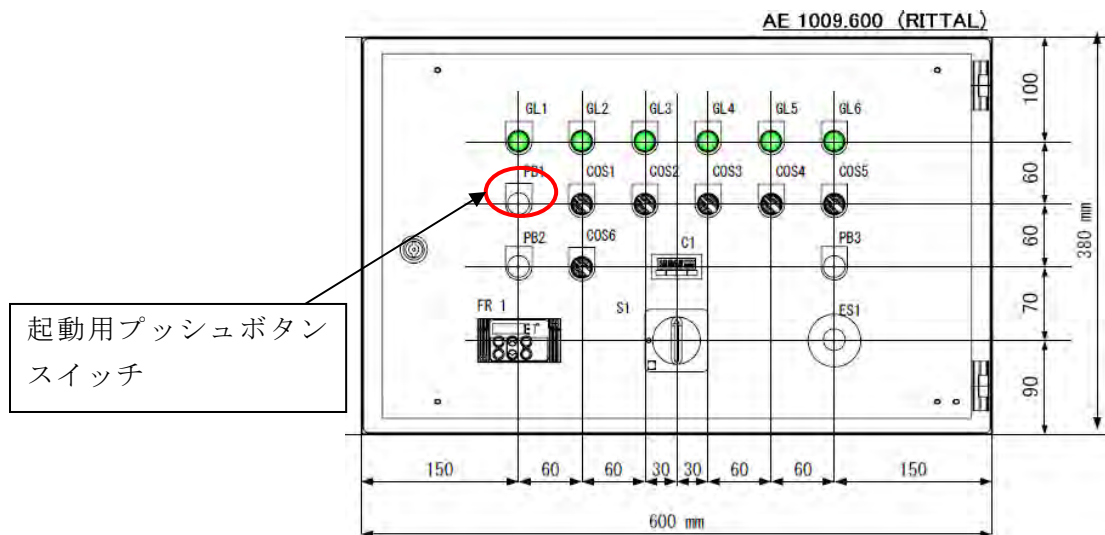 AE 1009.600 (RITTAL)
GL1 GL2 GL3 GL4 GL5 GL6
PB1 COS1 COS2 COS3 COS4 COS5
PB2 COS6 C1 PB3
FR 1 S1 ES1
起動用プッシュボタン
スイッチ
100
60
60
70
90
380 mm
150 60 60 30 30 60 60 150
600 mm